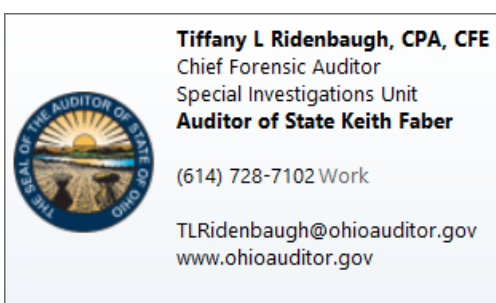 Tiffany L Ridenbaugh, CPA, CFE
Chief Forensic Auditor
Special Investigations Unit
Auditor of State Keith Faber
(614) 728-7102 Work
TLRidenbaugh@ohioauditor.gov
www.ohioauditor.gov
THE SEAL OF THE AUDITOR OF STATE OF OHIO